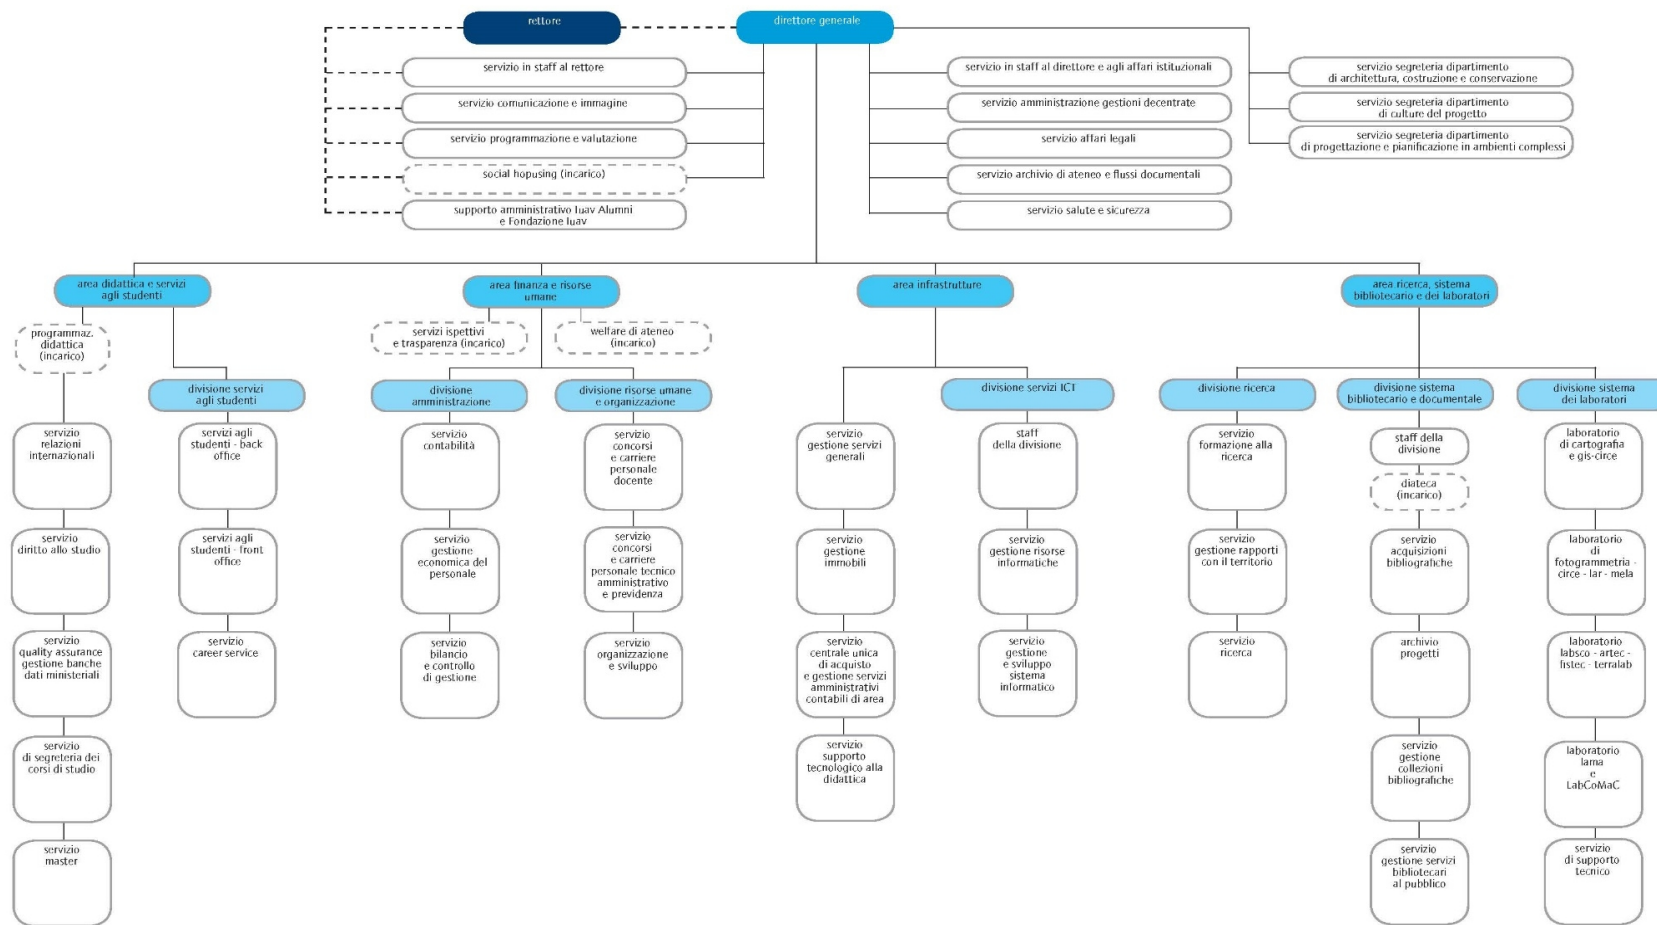 rettore
direttore generale
servizio in staff al rettore
servizio comunicazione e immagine
servizio programmazione e valutazione
social hopusing (incarico)
supporto amministrativo Iuav Alumni
e Fondazione Iuav
servizio in staff al direttore e agli affari istituzionali
servizio amministrazione gestioni decentrate
servizio affari legali
servizio archivio di ateneo e flussi documentali
servizio salute e sicurezza
servizio segreteria dipartimento
di architettura, costruzione e conservazione
servizio segreteria dipartimento
di culture del progetto
servizio segreteria dipartimento
di progettazione e pianificazione in ambienti complessi
area didattica e servizi
agli studenti
programmaz.
didattica
(incarico)
servizio
relazioni
internazionali
servizio
diritto allo studio
servizio
quality assurance
gestione banche
dati ministeriali
servizio
di segreteria dei
corsi di studio
servizio
master
divisione servizi
agli studenti
servizi agli
studenti - back
office
servizi agli
studenti - front
office
servizio
career service
area finanza e risorse
umane
servizi ispettivi
e trasparenza (incarico)
welfare di ateneo
(incarico)
divisione
amministrazione
servizio
contabilità
servizio
gestione
economica del
personale
servizio
bilancio
e controllo
di gestione
divisione risorse umane
e organizzazione
servizio
concorsi
e carriere
personale
docente
servizio
concorsi
e carriere
personale tecnico
amministrativo
e previdenza
servizio
organizzazione
e sviluppo
area infrastrutture
servizio
gestione servizi
generali
servizio
gestione
immobili
servizio
centrale unica
di acquisto
e gestione servizi
amministrativi
contabili di area
servizio
supporto
tecnologico alla
didattica
divisione servizi ICT
staff
della divisione
servizio
gestione risorse
informatiche
servizio
gestione
e sviluppo
sistema
informatico
area ricerca, sistema
bibliotecario e dei laboratori
divisione ricerca
servizio
formazione alla
ricerca
servizio
gestione rapporti
con il territorio
servizio
ricerca
divisione sistema
bibliotecario e documentale
staff della
divisione
diateca
(incarico)
servizio
acquisizioni
bibliografiche
archivio
progetti
servizio
gestione
collezioni
bibliografiche
servizio
gestione servizi
bibliotecari
al pubblico
divisione sistema
dei laboratori
laboratorio
di cartografia
e gis-circe
laboratorio
di
fotogrammetria -
circe - lar - mela
laboratorio
labsco - artec -
fistec - terralab
laboratorio
lama
e
LabCoMaC
servizio
di supporto
tecnico